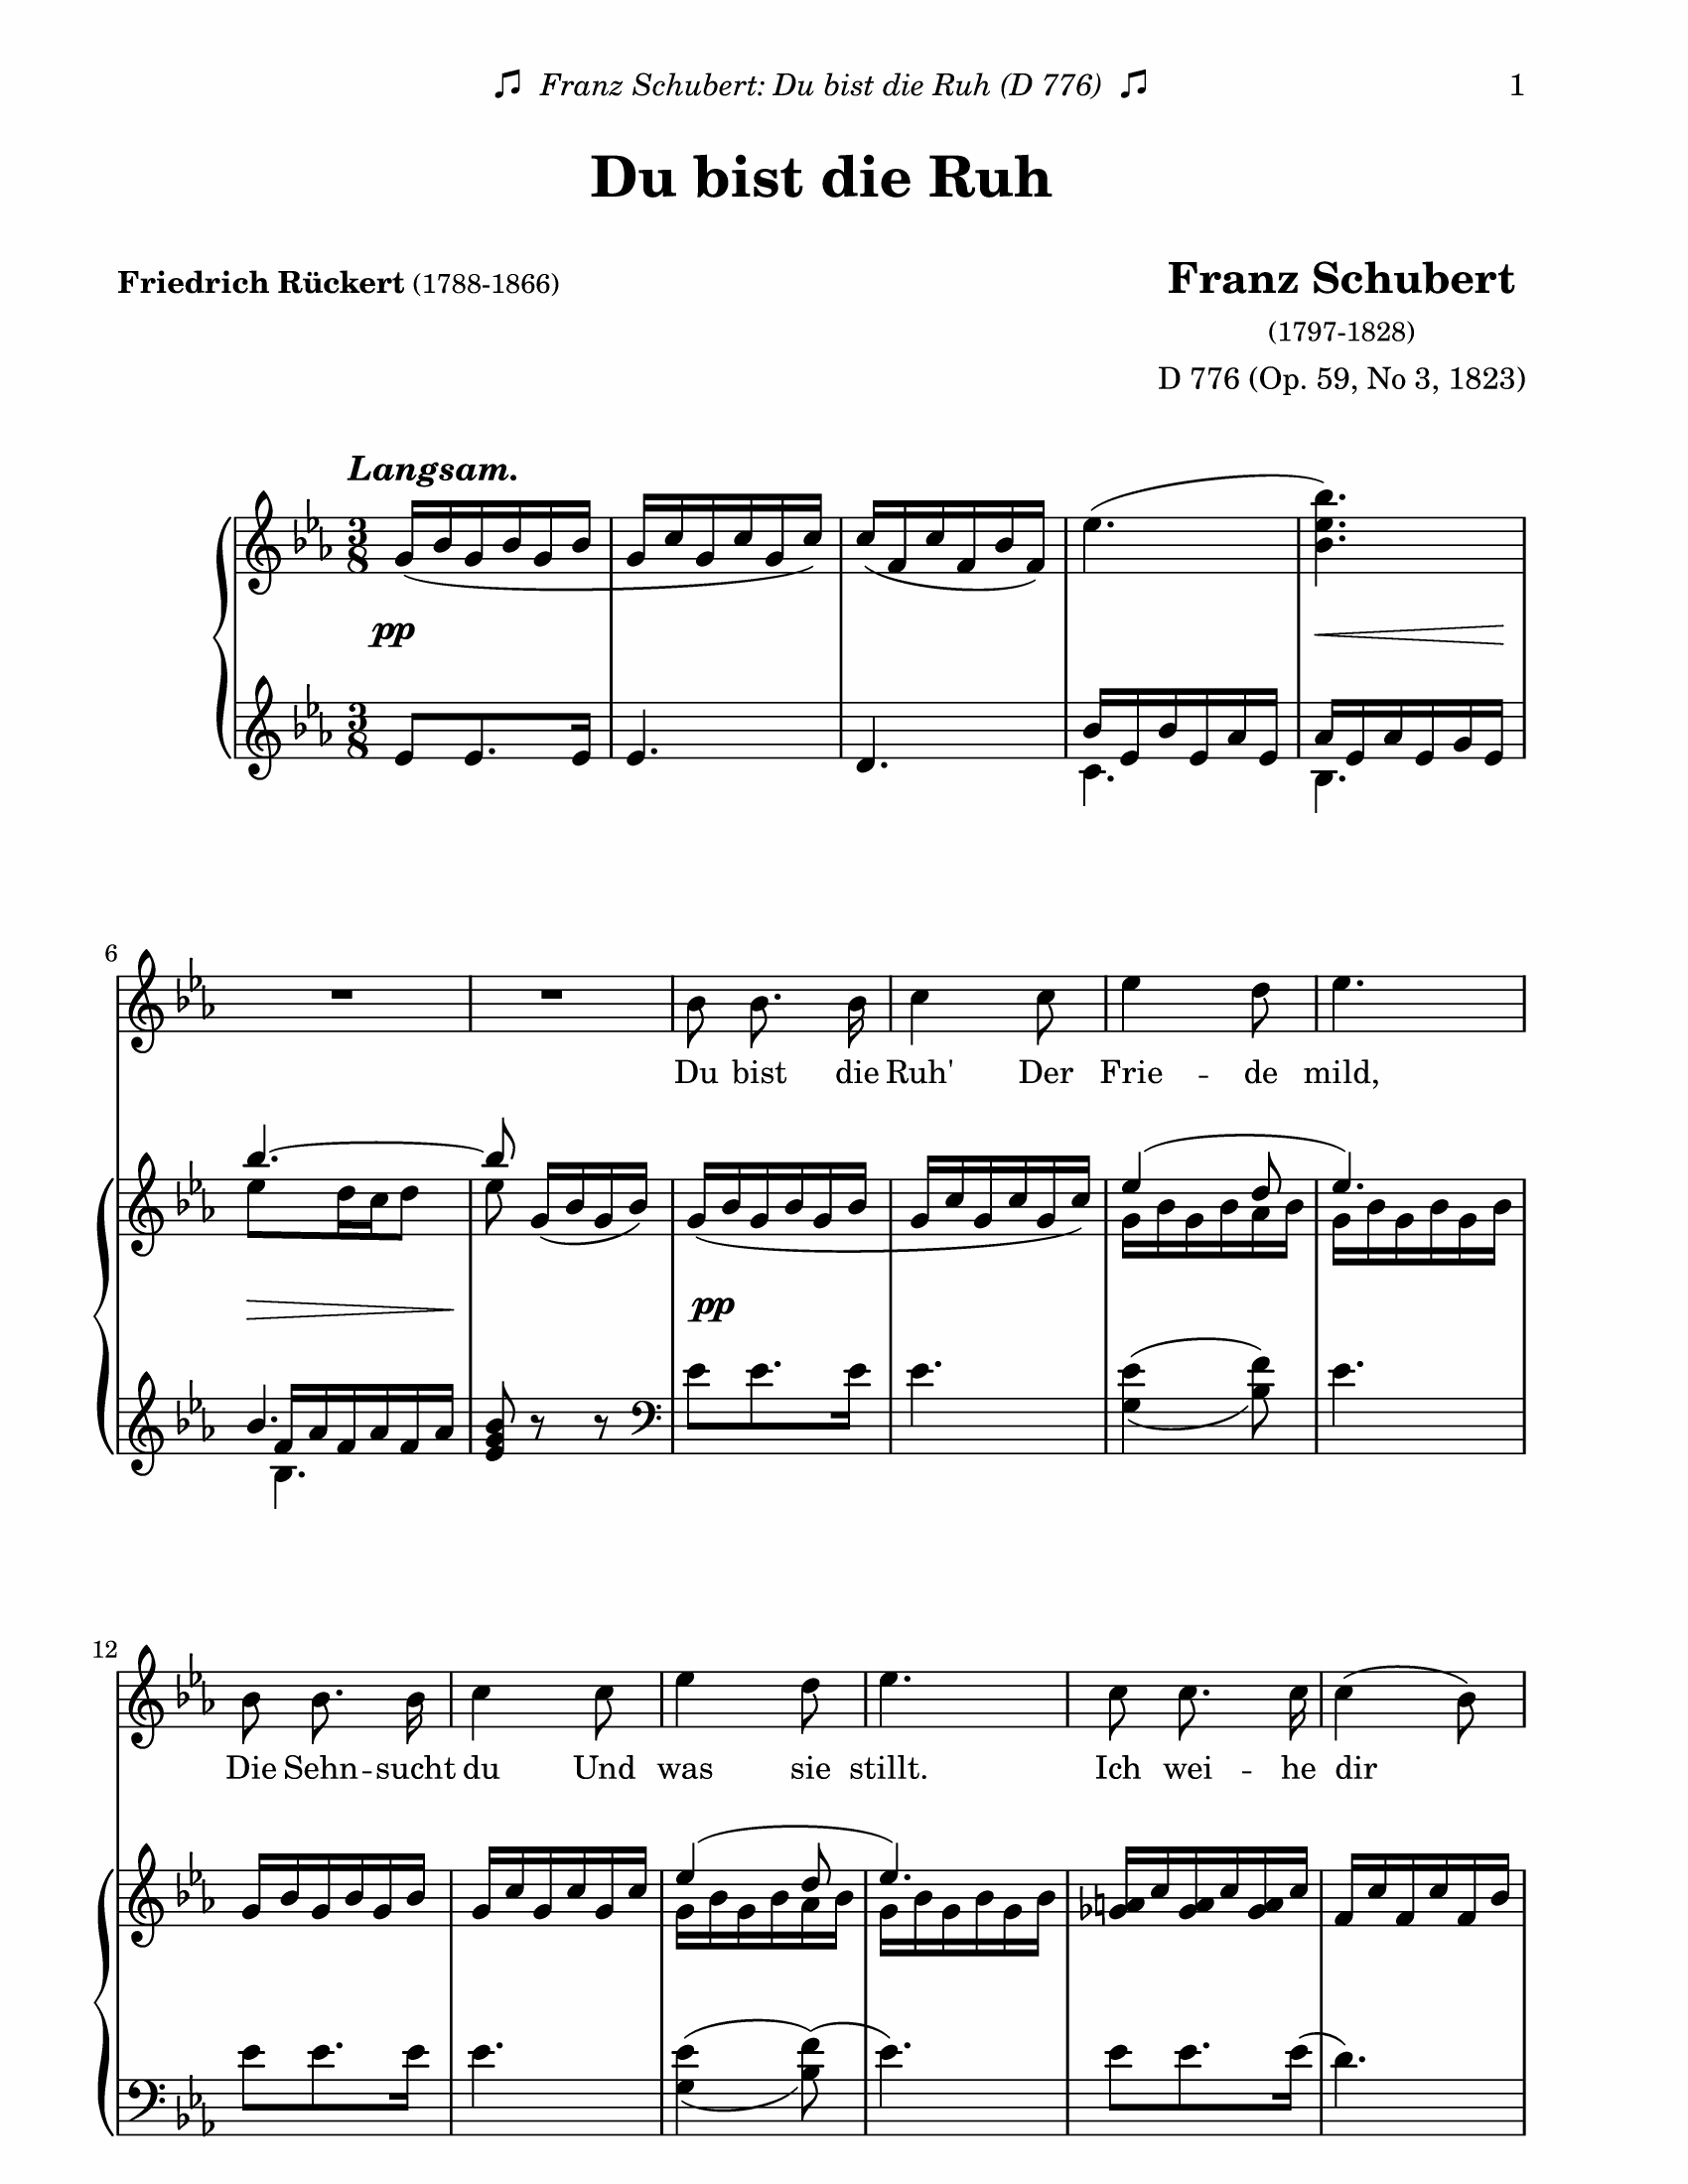 ♫ Franz Schubert: Du bist die Ruh (D 776) ♫ 1
Du bist die Ruh
Friedrich Rückert (1788-1866) Franz Schubert
(1797-1828)
D 776 (Op. 59, No 3, 1823)
Langsam.
3
8
pp
3
8
6
Du bist die Ruh' Der Frie -- de mild,
pp
12
Die Sehn -- sucht du Und was sie stillt. Ich wei -- he dir